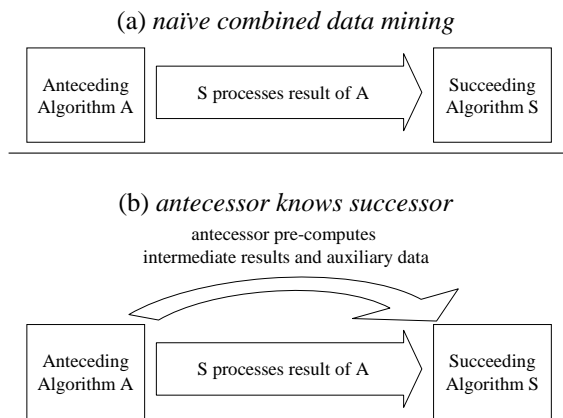 (a) naïve combined data mining
Anteceding
Algorithm A
S processes result of A
Succeeding
Algorithm S
(b) antecessor knows successor
antecessor pre-computes
intermediate results and auxiliary data
Anteceding
Algorithm A
S processes result of A
Succeeding
Algorithm S